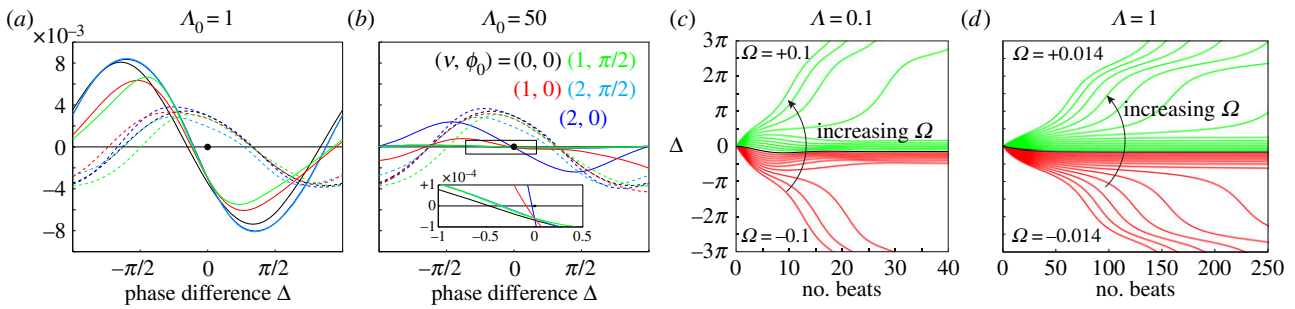 (a) Λ0 = 1
×10−3
8
4
0
−4
−8
−π/2 0 π/2
phase difference Δ
(b) Λ0 = 50
(ν, ϕ0) = (0, 0) (1, π/2)
(1, 0) (2, π/2)
(2, 0)
+1 ×10−4
0
−1
−1 −0.5 0 0.5
−π/2 0 π/2
phase difference Δ
(c) Λ = 0.1
3π
2π
π
Δ 0
−π
−2π
−3π
Ω = +0.1
increasing Ω
Ω = −0.1
0 10 20 30 40
no. beats
(d) Λ = 1
Ω = +0.014
increasing Ω
Ω = −0.014
0 50 100 150 200 250
no. beats